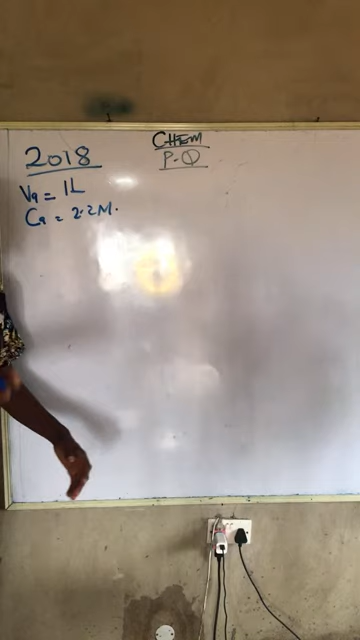 CHEM
P-Q
2018
Va = 1L
Ca = 2.2M.